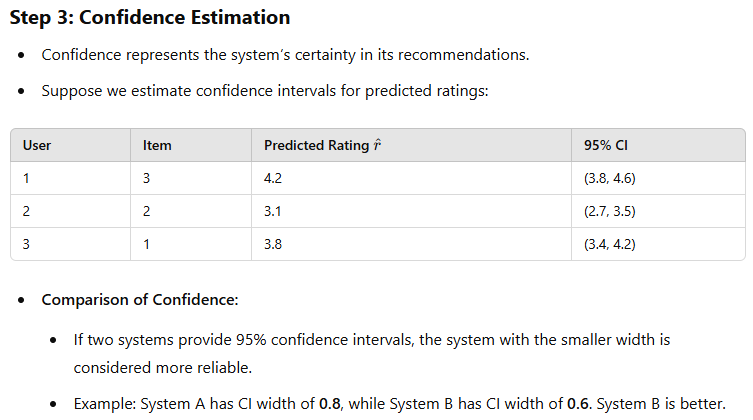 Step 3: Confidence Estimation
Confidence represents the system's certainty in its recommendations.
Suppose we estimate confidence intervals for predicted ratings:
User Item Predicted Rating r̂ 95% CI
1 3 4.2 (3.8, 4.6)
2 2 3.1 (2.7, 3.5)
3 1 3.8 (3.4, 4.2)
Comparison of Confidence:
If two systems provide 95% confidence intervals, the system with the smaller width is
considered more reliable.
Example: System A has CI width of 0.8, while System B has CI width of 0.6. System B is better.